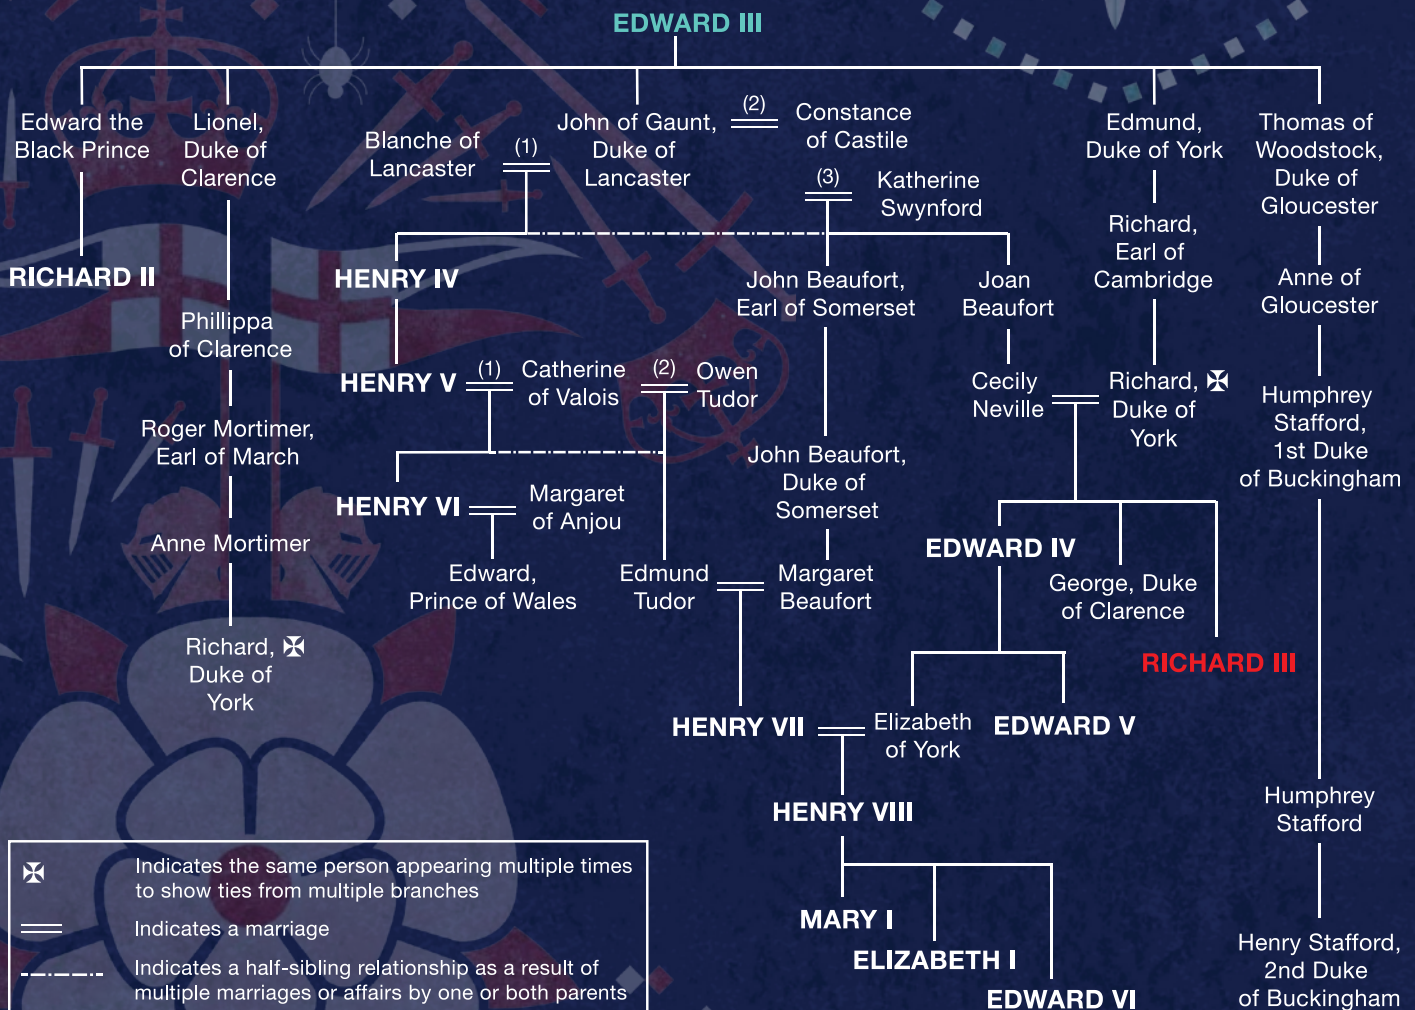 EDWARD III
Edward the
Black Prince
Lionel,
Duke of
Clarence
Blanche of
Lancaster
(1)
John of Gaunt,
Duke of
Lancaster
(2)
Constance
of Castile
(3)
Katherine
Swynford
Edmund,
Duke of York
Thomas of
Woodstock,
Duke of
Gloucester
RICHARD II
HENRY IV
John Beaufort,
Earl of Somerset
Joan
Beaufort
Richard,
Earl of
Cambridge
Anne of
Gloucester
Phillippa
of Clarence
HENRY V
(1)
Catherine
of Valois
(2)
Owen
Tudor
Cecily
Neville
Richard, ✠
Duke of
York
Humphrey
Stafford,
1st Duke
of Buckingham
Roger Mortimer,
Earl of March
John Beaufort,
Duke of
Somerset
HENRY VI
Margaret
of Anjou
Anne Mortimer
EDWARD IV
George, Duke
of Clarence
Edward,
Prince of Wales
Edmund
Tudor
Margaret
Beaufort
Richard, ✠
Duke of
York
RICHARD III
HENRY VII
Elizabeth
of York
EDWARD V
HENRY VIII
Humphrey
Stafford
MARY I
ELIZABETH I
EDWARD VI
Henry Stafford,
2nd Duke
of Buckingham
✠ Indicates the same person appearing multiple times
to show ties from multiple branches
Indicates a marriage
Indicates a half-sibling relationship as a result of
multiple marriages or affairs by one or both parents